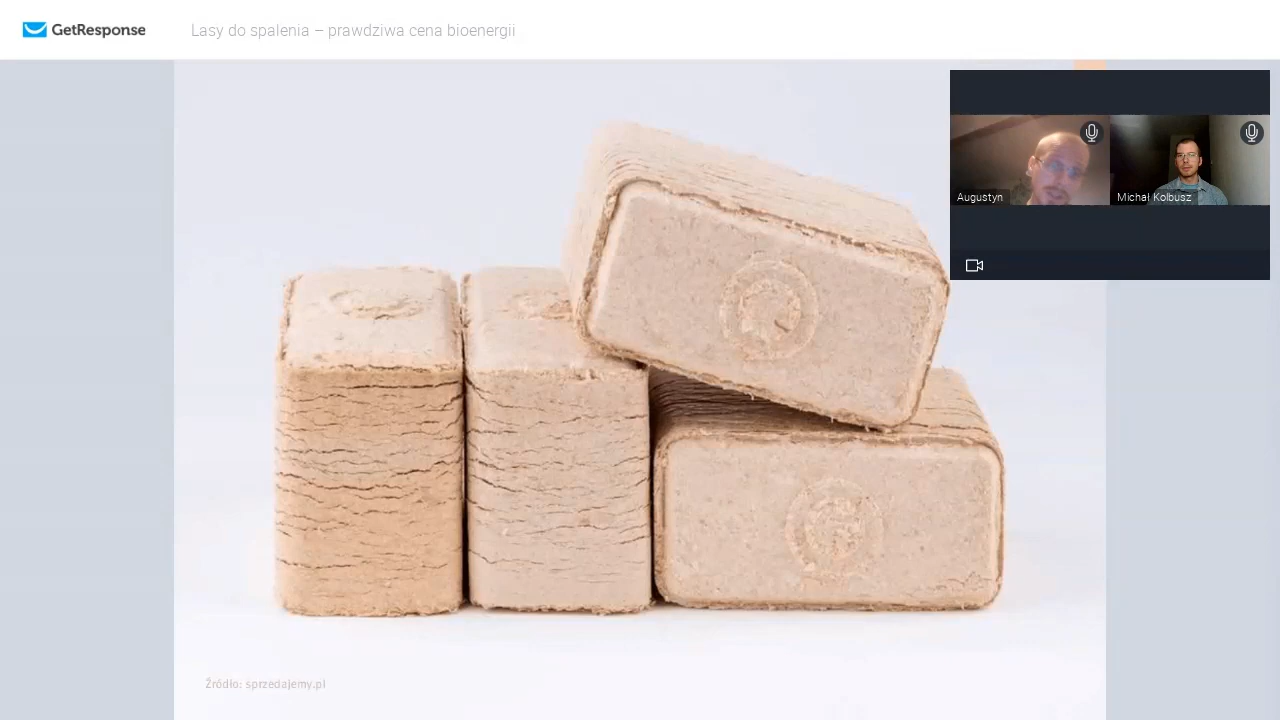 GetResponse
Lasy do spalenia – prawdziwa cena bioenergii
Augustyn
Michał Kolbusz
Źródło: sprzedajemy.pl